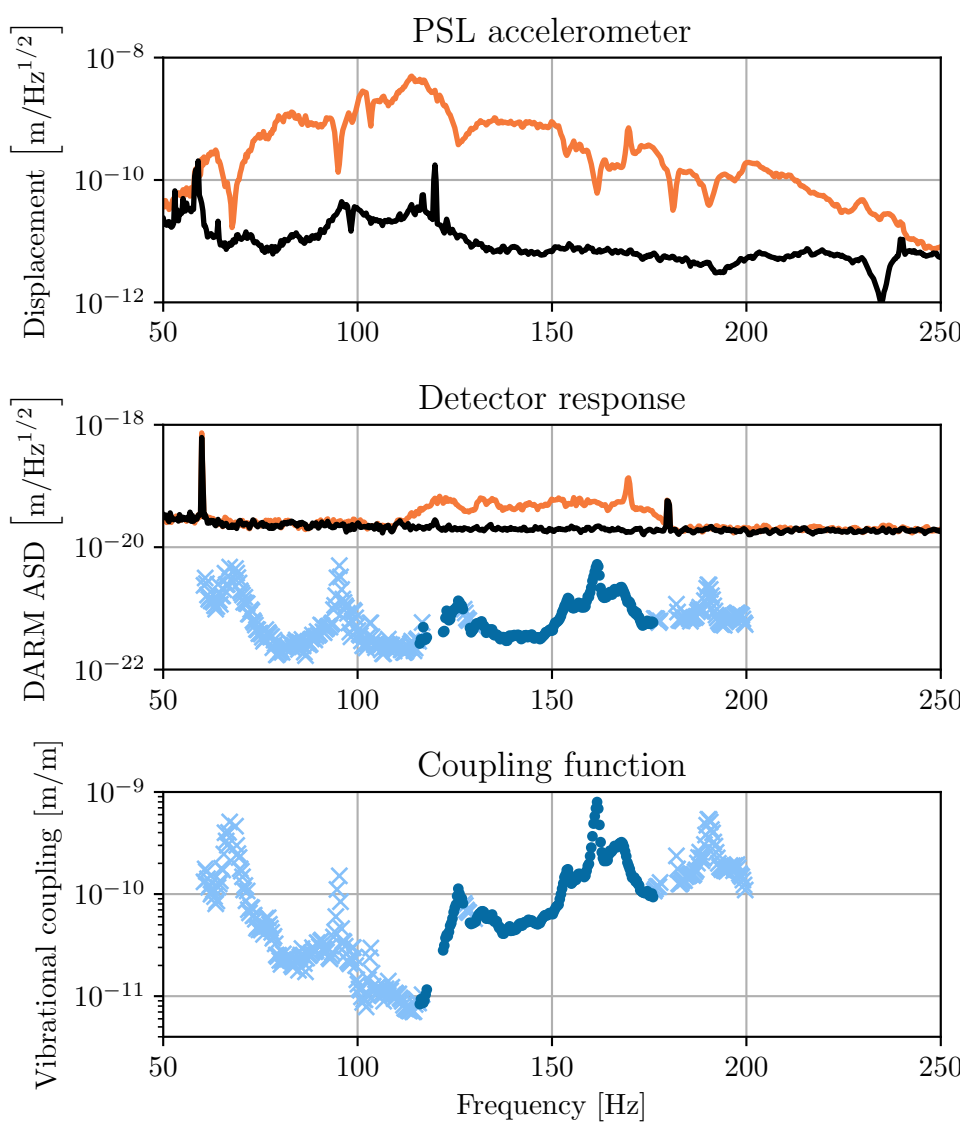 PSL accelerometer
Displacement [m/Hz^{1/2}]
10^{−8}
10^{−10}
10^{−12}
50 100 150 200 250
Detector response
DARM ASD [m/Hz^{1/2}]
10^{−18}
10^{−20}
10^{−22}
50 100 150 200 250
Coupling function
Vibrational coupling [m/m]
10^{−9}
10^{−10}
10^{−11}
50 100 150 200 250
Frequency [Hz]